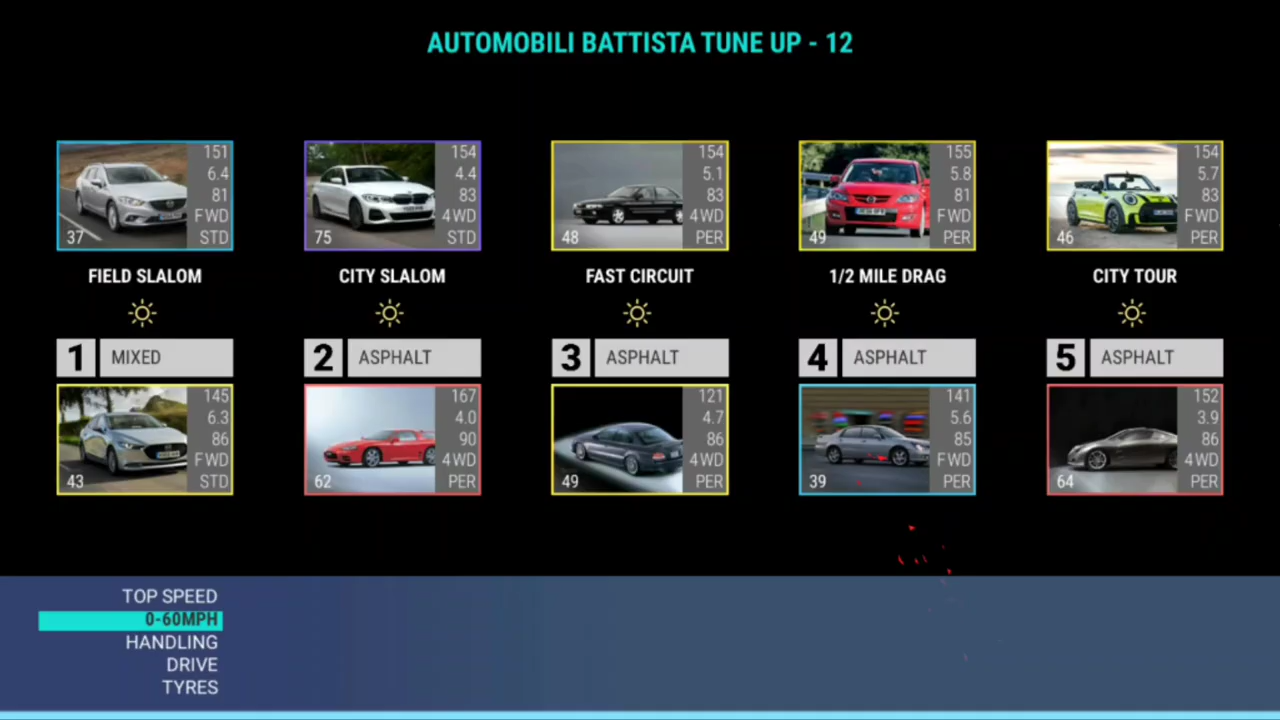 AUTOMOBILI BATTISTA TUNE UP - 12
151
6.4
81
FWD
37 STD
154
4.4
83
4WD
75 STD
154
5.1
83
4WD
48 PER
155
5.8
81
FWD
49 PER
154
5.7
83
FWD
46 PER
FIELD SLALOM
CITY SLALOM
FAST CIRCUIT
1/2 MILE DRAG
CITY TOUR
1 MIXED
2 ASPHALT
3 ASPHALT
4 ASPHALT
5 ASPHALT
145
6.3
86
FWD
43 STD
167
4.0
90
4WD
62 PER
121
4.7
86
4WD
49 PER
141
5.6
85
FWD
39 PER
152
3.9
86
4WD
64 PER
TOP SPEED
0-60MPH
HANDLING
DRIVE
TYRES